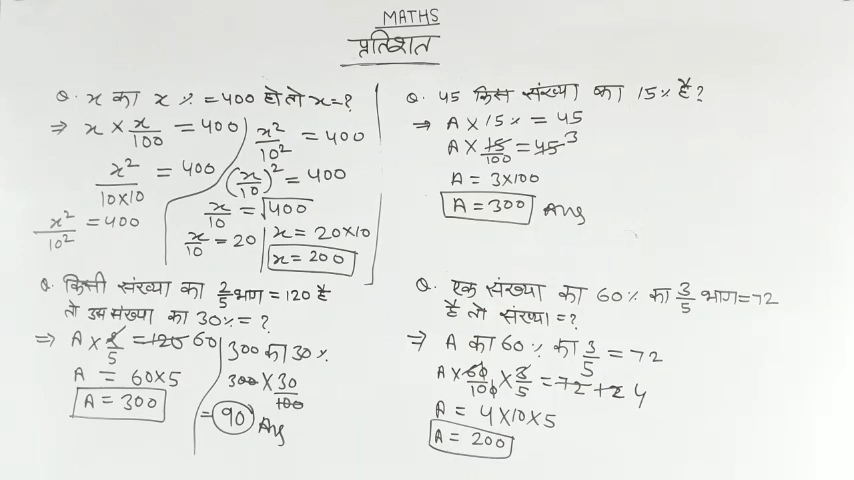 MATHS
प्रतिशत
Q. x का x % = 400 हो तो x = ?
⇒ x × x/100 = 400
x²/10×10 = 400
x²/10² = 400
x²/10² = 400
(x/10)² = 400
x/10 = √400
x/10 = 20
x = 20×10
x = 200
Q. 45 किस संख्या का 15% है?
⇒ A × 15% = 45
A × 15/100 = 45 3
A = 3×100
A = 300 Ans
Q. किसी संख्या का 2/5 भाग = 120 है
तो उस संख्या का 30% = ?
⇒ A × 2/5 = 120 60
A = 60×5
A = 300
300 का 30%
300 × 30/100
= 90 Ans
Q. एक संख्या का 60% का 3/5 भाग = 72
है तो संख्या = ?
⇒ A का 60% का 3/5 = 72
A × 60/100 × 3/5 = 72 12 4
A = 4×10×5
A = 200